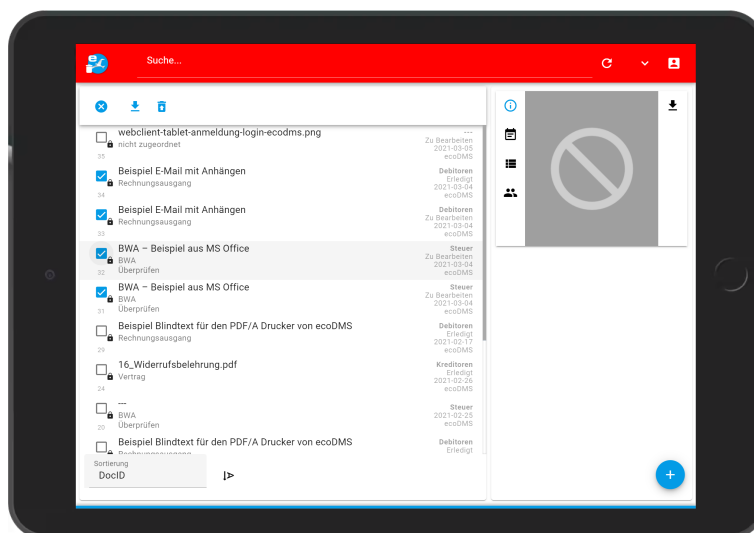 Suche...
webclient-tablet-anmeldung-login-ecodms.png
---
nicht zugeordnet
Zu Bearbeiten
2021-03-05
35
ecoDMS
Beispiel E-Mail mit Anhängen
Debitoren
Rechnungsausgang
Erledigt
2021-03-04
34
ecoDMS
Beispiel E-Mail mit Anhängen
Debitoren
Rechnungsausgang
Zu Bearbeiten
2021-03-04
33
ecoDMS
BWA – Beispiel aus MS Office
Steuer
BWA
Zu Bearbeiten
Überprüfen
2021-03-04
32
ecoDMS
BWA – Beispiel aus MS Office
Steuer
BWA
Zu Bearbeiten
Überprüfen
2021-03-04
31
ecoDMS
Beispiel Blindtext für den PDF/A Drucker von ecoDMS
Debitoren
Rechnungsausgang
Erledigt
2021-02-17
29
ecoDMS
16_Widerrufsbelehrung.pdf
Kreditoren
Vertrag
Erledigt
2021-02-26
24
ecoDMS
---
Steuer
BWA
2021-02-25
Überprüfen
20
ecoDMS
Beispiel Blindtext für den PDF/A Drucker von ecoDMS
Debitoren
Rechnungsausgang
Erledigt
Sortierung
DocID